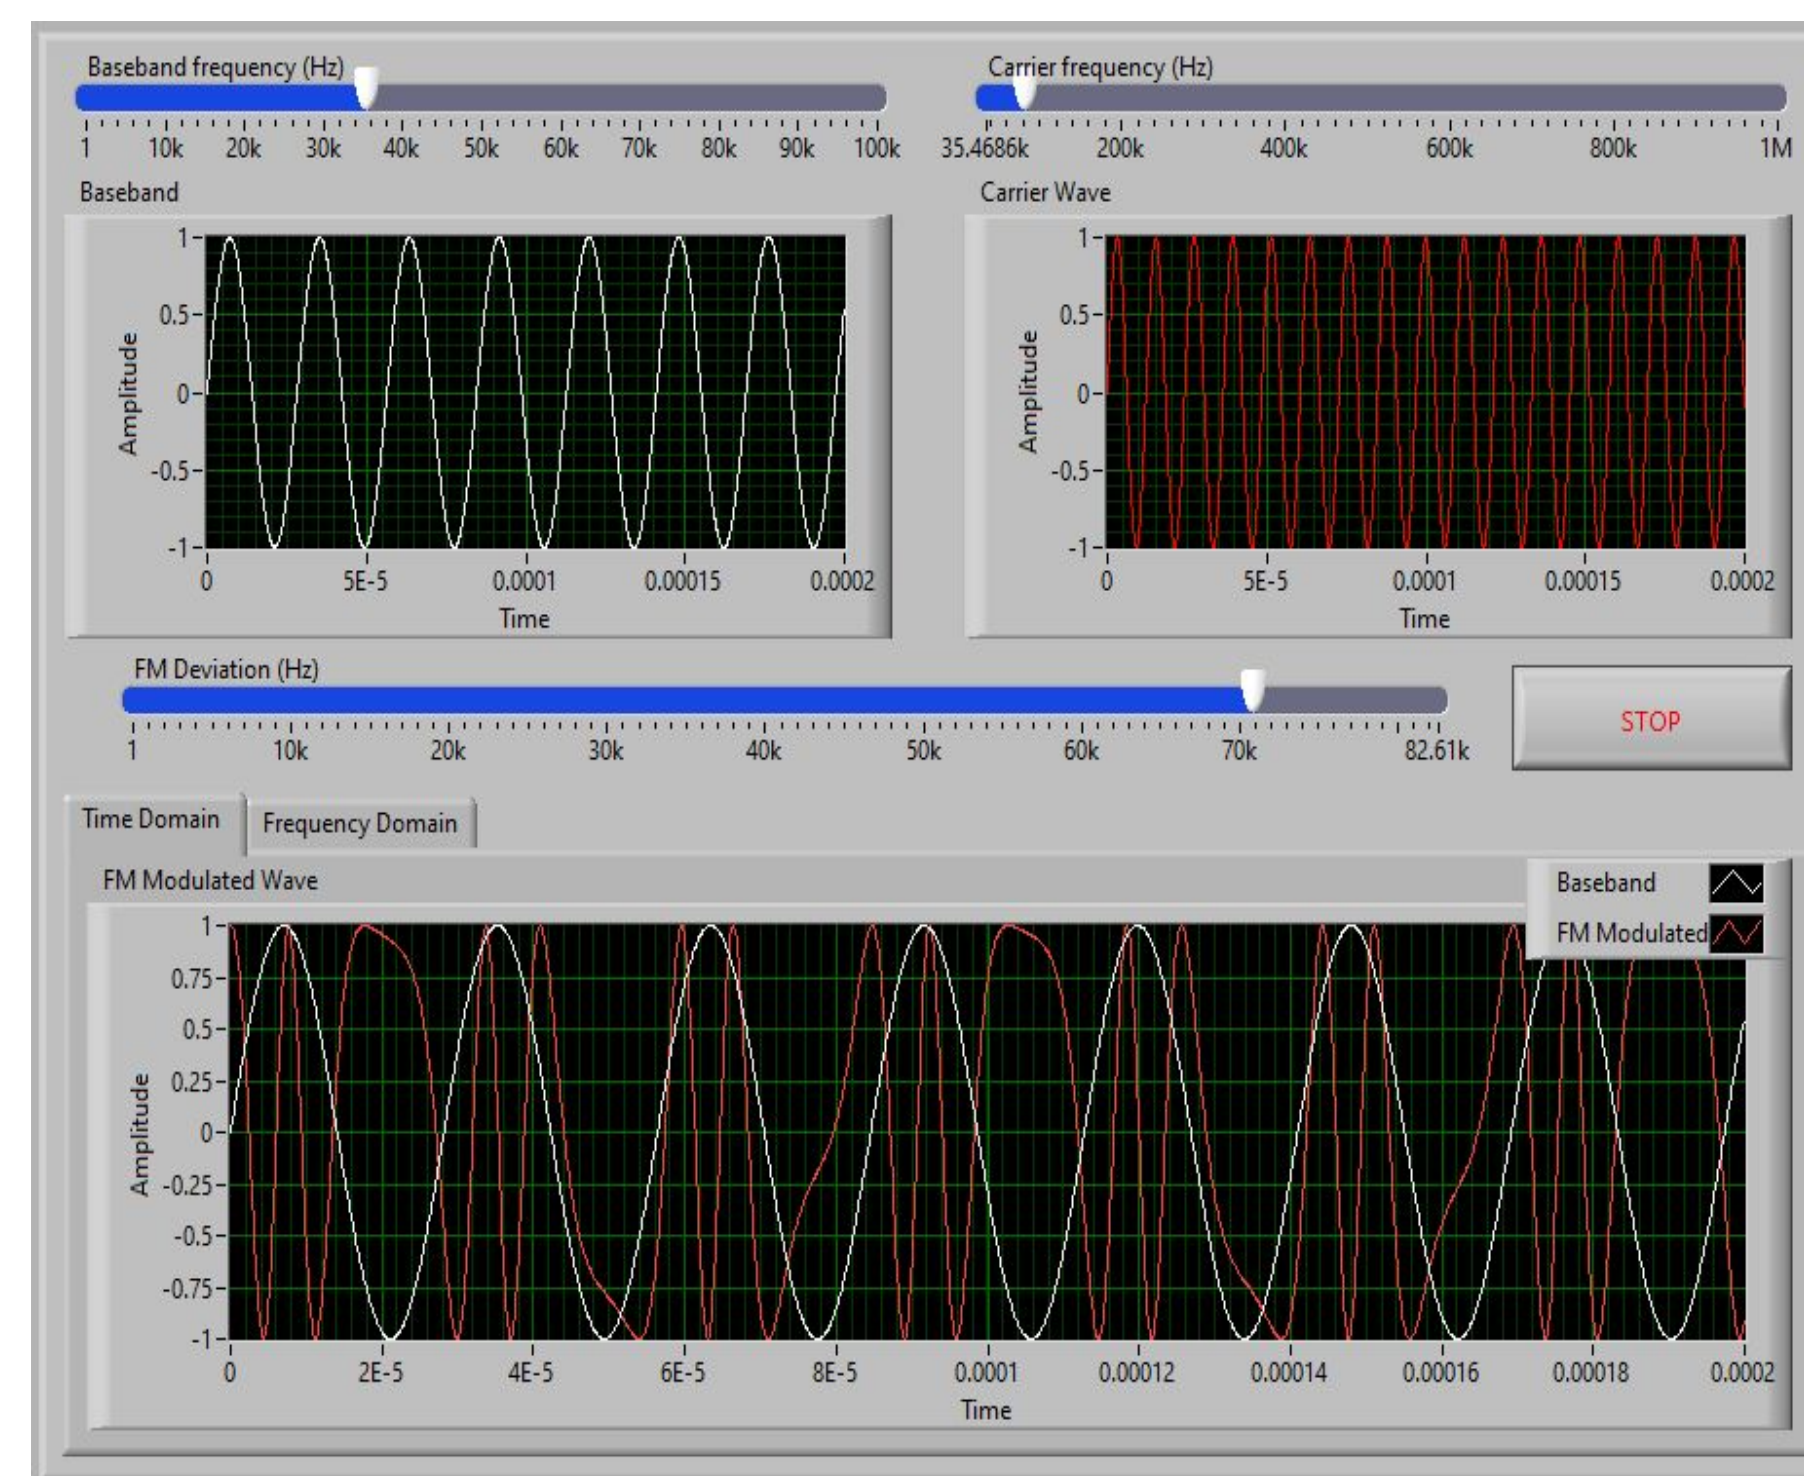 Baseband frequency (Hz)
1 10k 20k 30k 40k 50k 60k 70k 80k 90k 100k
Carrier frequency (Hz)
35.4686k 200k 400k 600k 800k 1M
Baseband
1
0.5
0
-0.5
-1
Amplitude
0 5E-5 0.0001 0.00015 0.0002
Time
Carrier Wave
1
0.5
0
-0.5
-1
Amplitude
0 5E-5 0.0001 0.00015 0.0002
Time
FM Deviation (Hz)
1 10k 20k 30k 40k 50k 60k 70k 82.61k
STOP
Time Domain
Frequency Domain
FM Modulated Wave
Baseband
FM Modulated
1
0.75
0.5
0.25
0
-0.25
-0.5
-0.75
-1
Amplitude
0 2E-5 4E-5 6E-5 8E-5 0.0001 0.00012 0.00014 0.00016 0.00018 0.0002
Time